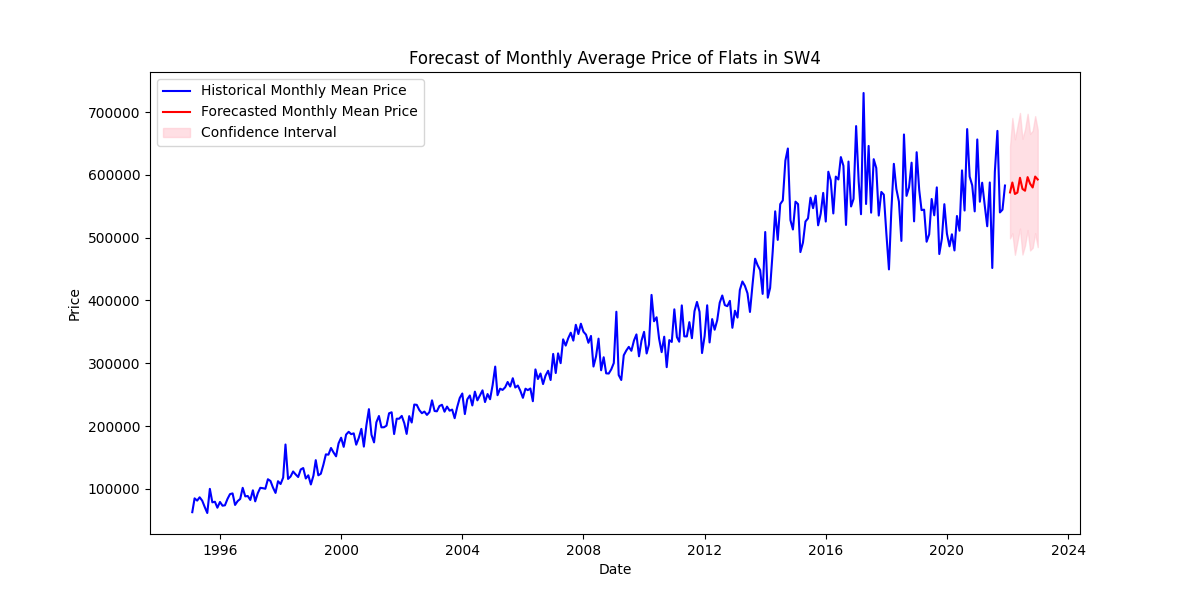 Forecast of Monthly Average Price of Flats in SW4
Historical Monthly Mean Price
Forecasted Monthly Mean Price
Confidence Interval
700000
600000
500000
400000
300000
200000
100000
Price
1996 2000 2004 2008 2012 2016 2020 2024
Date